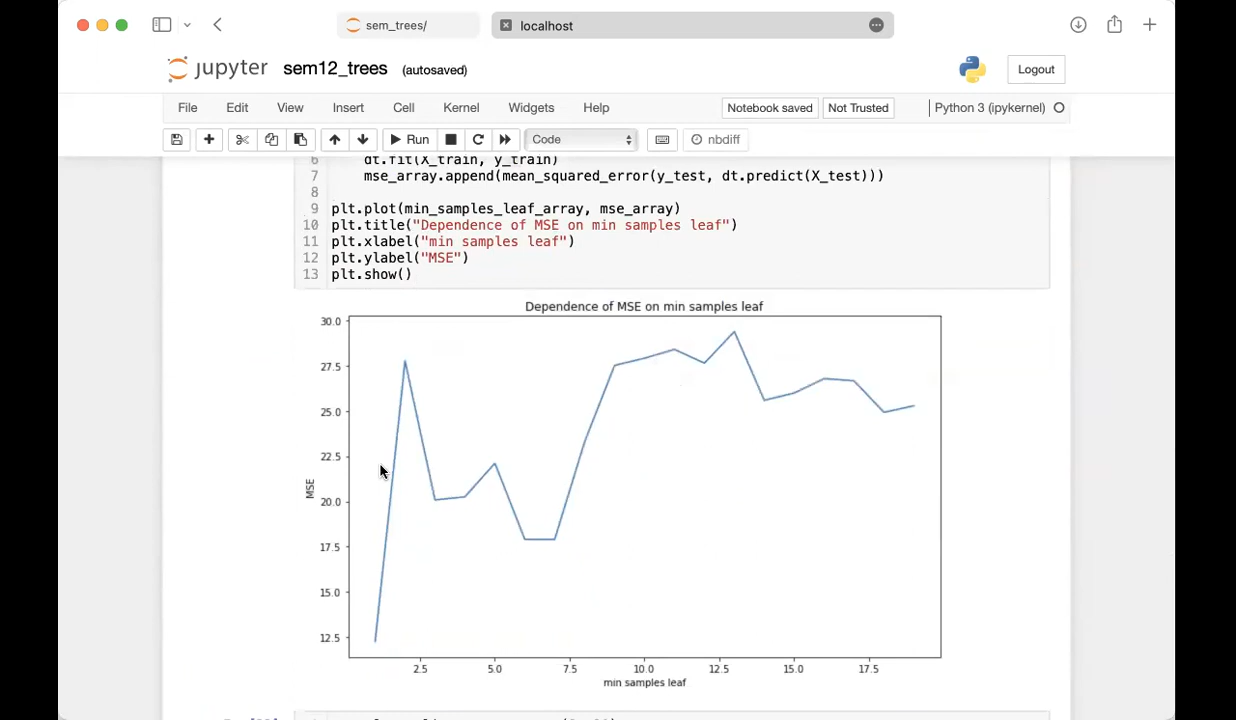 sem_trees/
localhost
jupyter sem12_trees (autosaved)
Logout
File Edit View Insert Cell Kernel Widgets Help
Notebook saved Not Trusted Python 3 (ipykernel)
Run Code nbdiff
6 dt.fit(X_train, y_train)
7 mse_array.append(mean_squared_error(y_test, dt.predict(X_test)))
8
9 plt.plot(min_samples_leaf_array, mse_array)
10 plt.title("Dependence of MSE on min samples leaf")
11 plt.xlabel("min samples leaf")
12 plt.ylabel("MSE")
13 plt.show()
Dependence of MSE on min samples leaf
30.0
27.5
25.0
22.5
20.0
17.5
15.0
12.5
MSE
2.5 5.0 7.5 10.0 12.5 15.0 17.5
min samples leaf